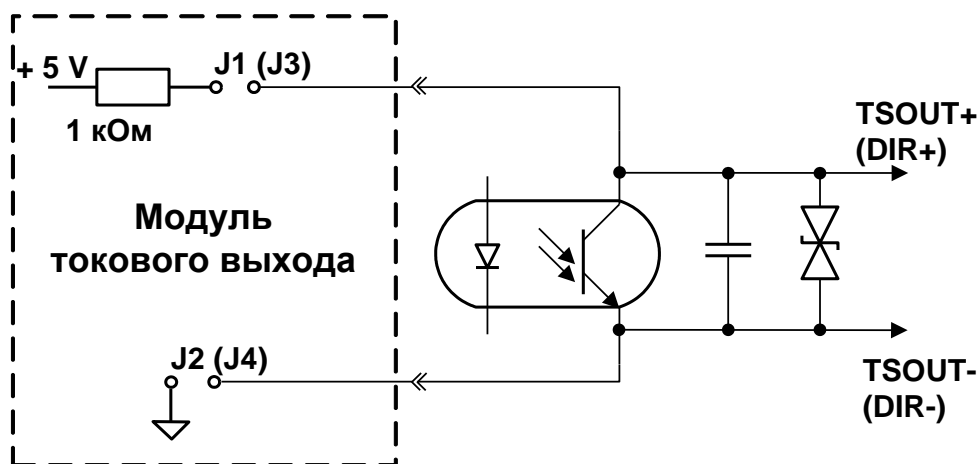 + 5 V
J1 (J3)
1 кОм
TSOUT+
(DIR+)
Модуль
токового выхода
J2 (J4)
TSOUT-
(DIR-)